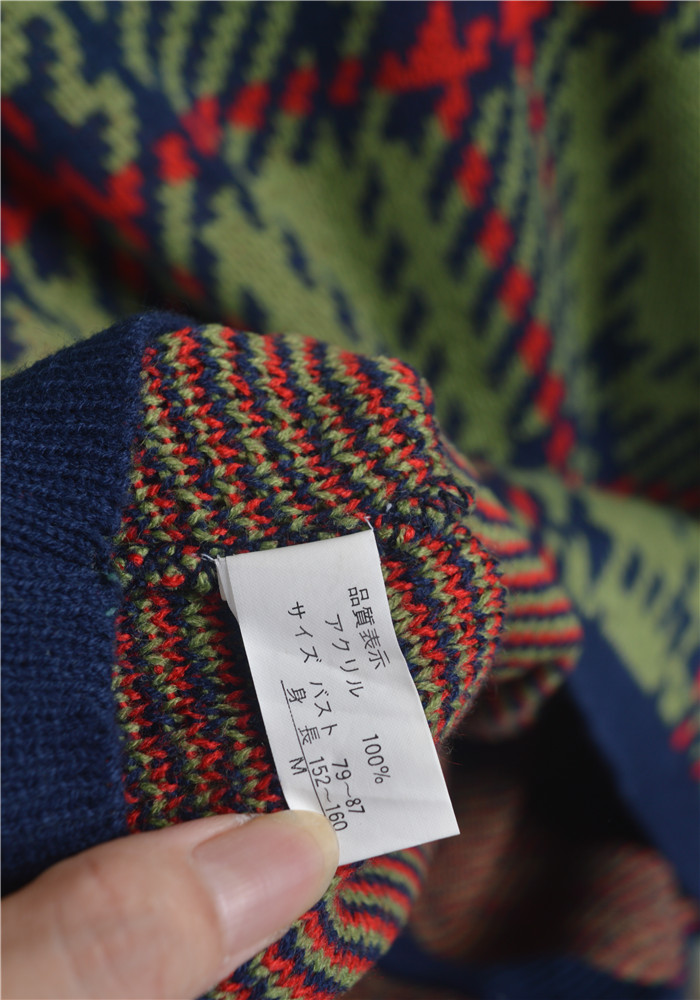 品質表示
アクリル 100%
サイズ バスト 79~87
身長 152~160
M